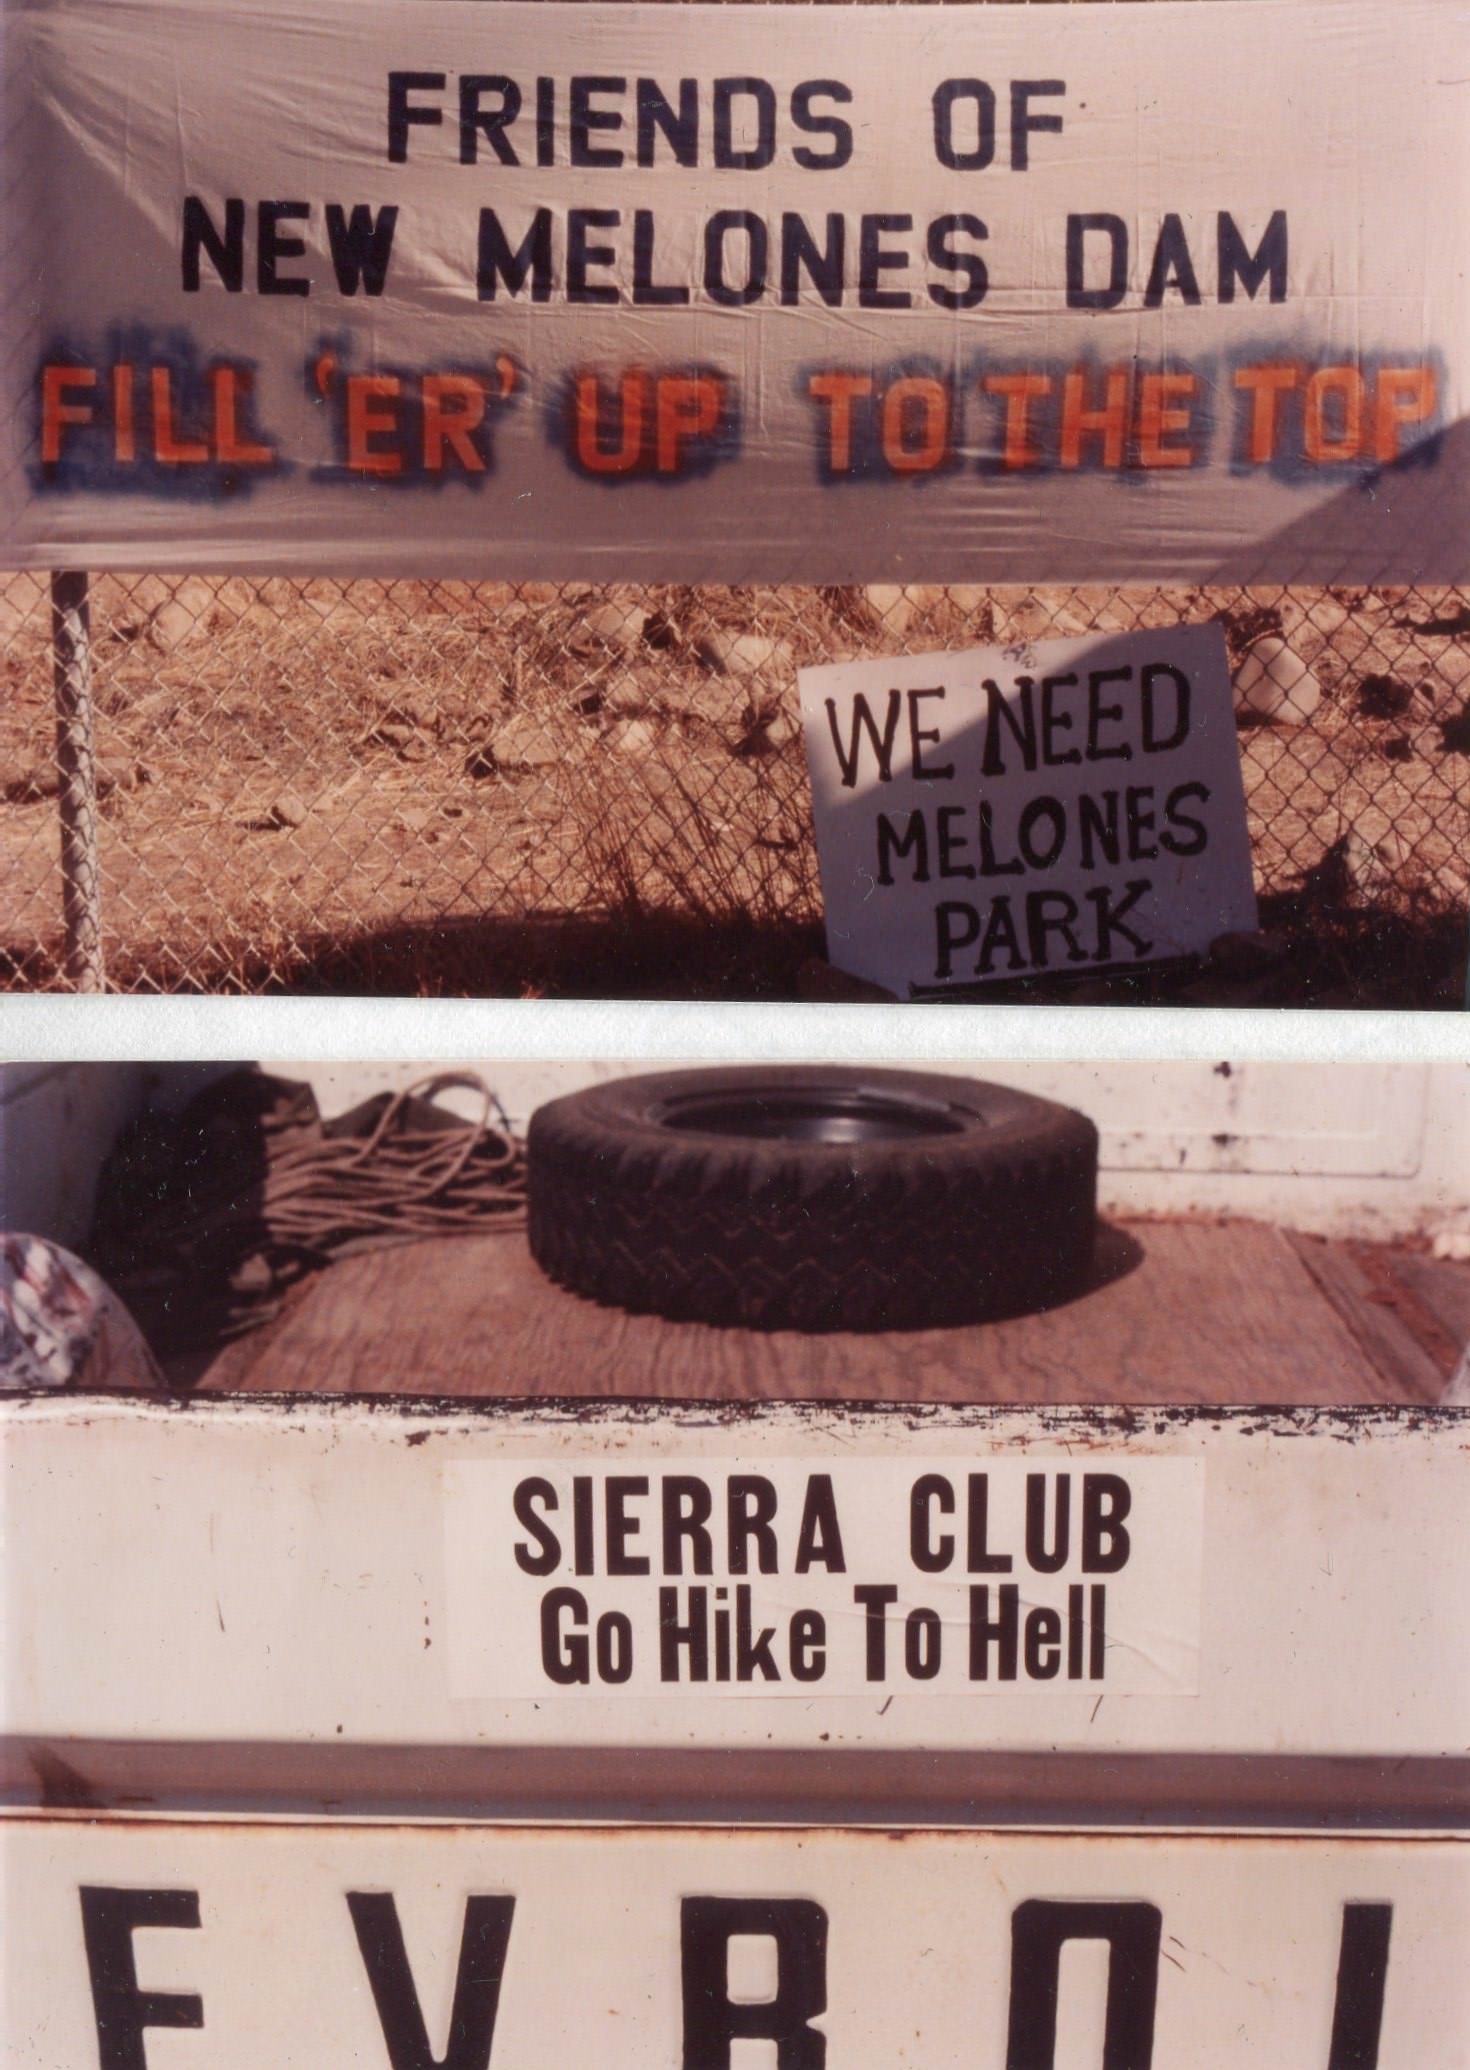 FRIENDS OF
NEW MELONES DAM
FILL 'ER' UP TO THE TOP
WE NEED
MELONES
PARK
SIERRA CLUB
Go Hike To Hell